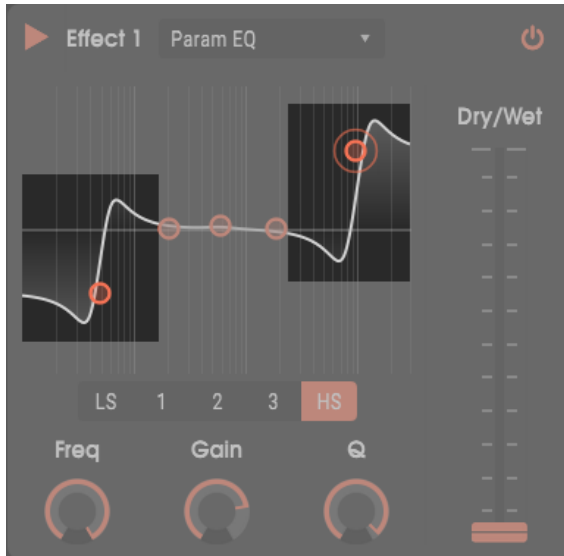 Effect 1 Param EQ
Dry/Wet
LS 1 2 3 HS
Freq Gain Q